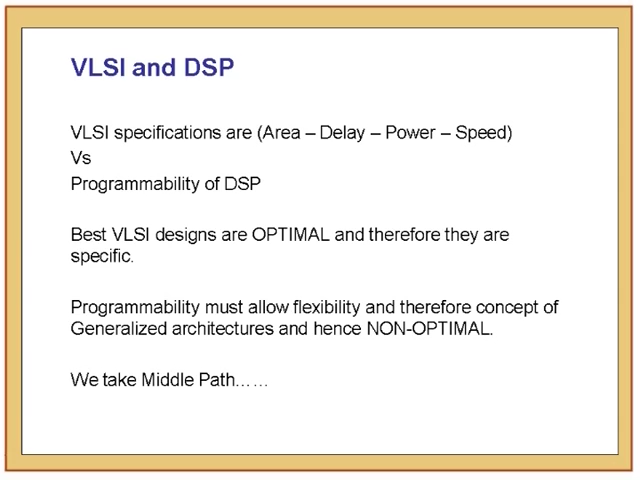 VLSI and DSP
VLSI specifications are (Area – Delay – Power – Speed)
Vs
Programmability of DSP
Best VLSI designs are OPTIMAL and therefore they are
specific.
Programmability must allow flexibility and therefore concept of
Generalized architectures and hence NON-OPTIMAL.
We take Middle Path……